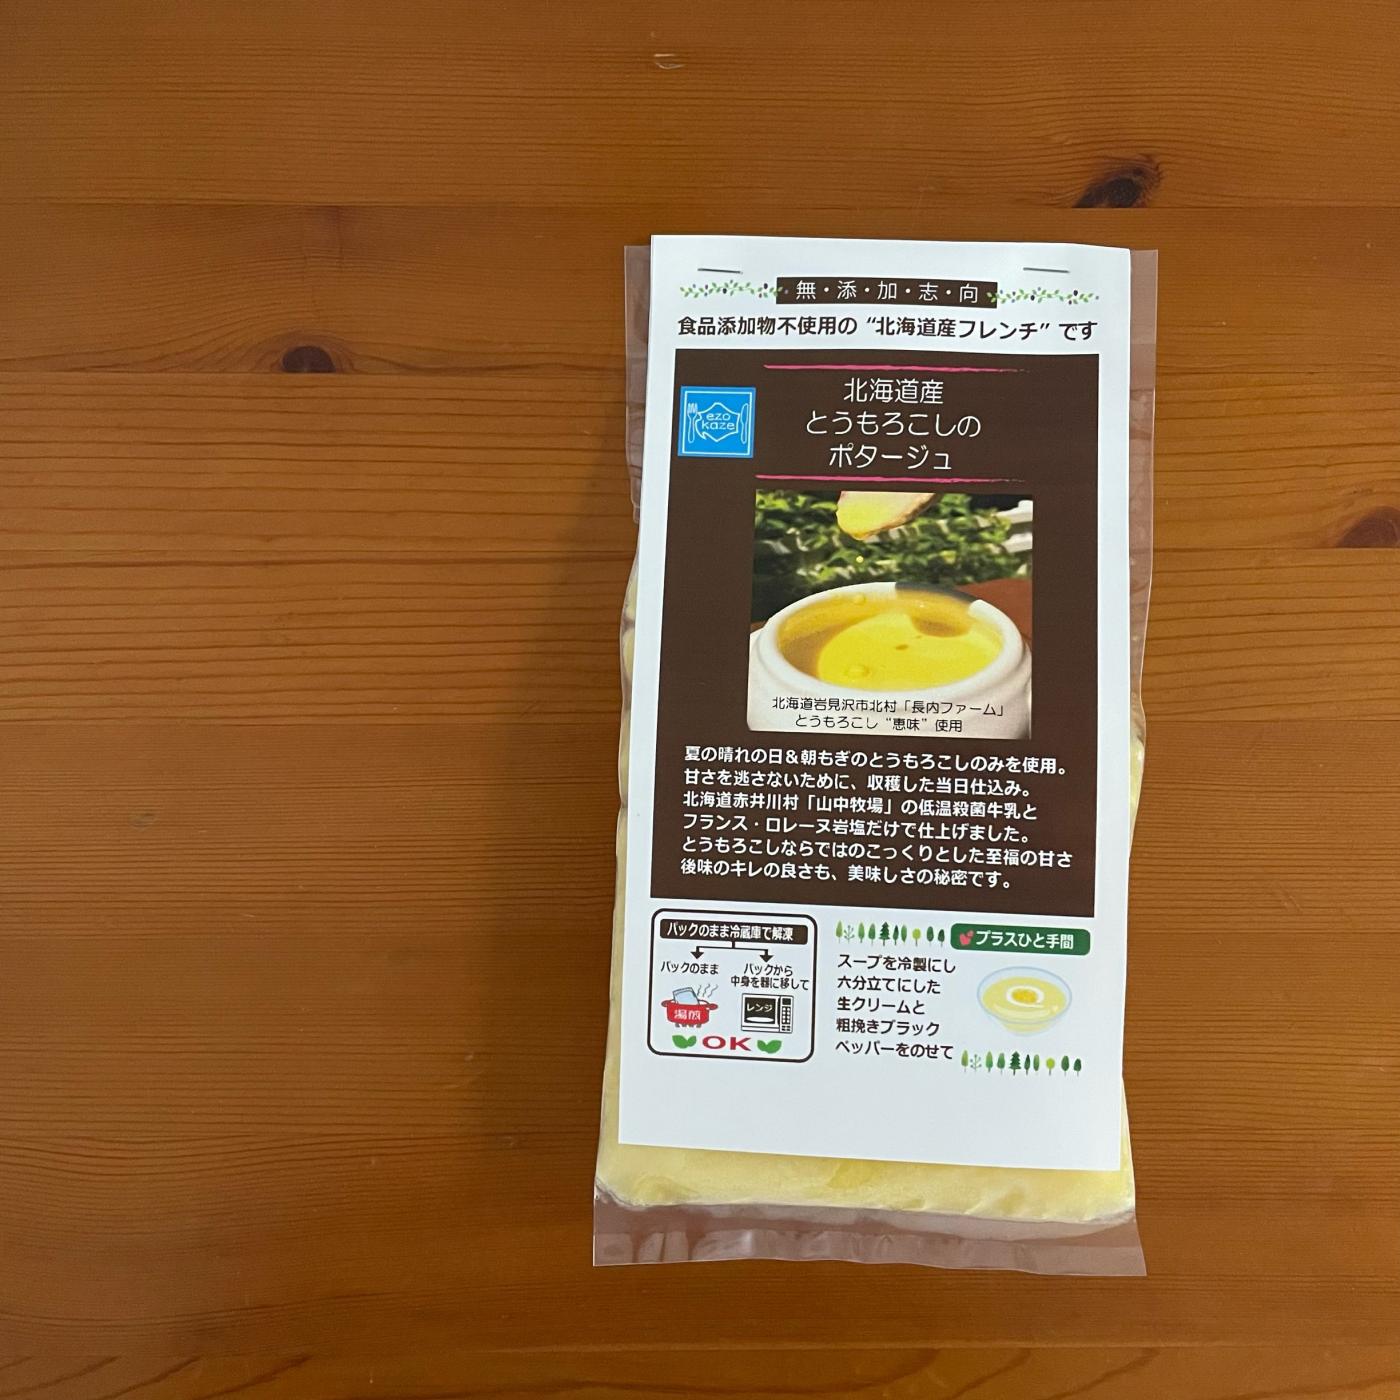 無・添・加・志・向
食品添加物不使用の“北海道産フレンチ”です
ezo
kaze
北海道産
とうもろこしの
ポタージュ
北海道岩見沢市北村「長内ファーム」
とうもろこし“恵味”使用
夏の晴れの日＆朝もぎのとうもろこしのみを使用。
甘さを逃さないために、収穫した当日仕込み。
北海道赤井川村「山中牧場」の低温殺菌牛乳と
フランス・ロレーヌ岩塩だけで仕上げました。
とうもろこしならではのこっくりとした至福の甘さ
後味のキレの良さも、美味しさの秘密です。
パックのまま冷蔵庫で解凍
パックのまま
湯煎
パックから
中身を器に移して
レンジ
OK
プラスひと手間
スープを冷製にし
六分立てにした
生クリームと
粗挽きブラック
ペッパーをのせて